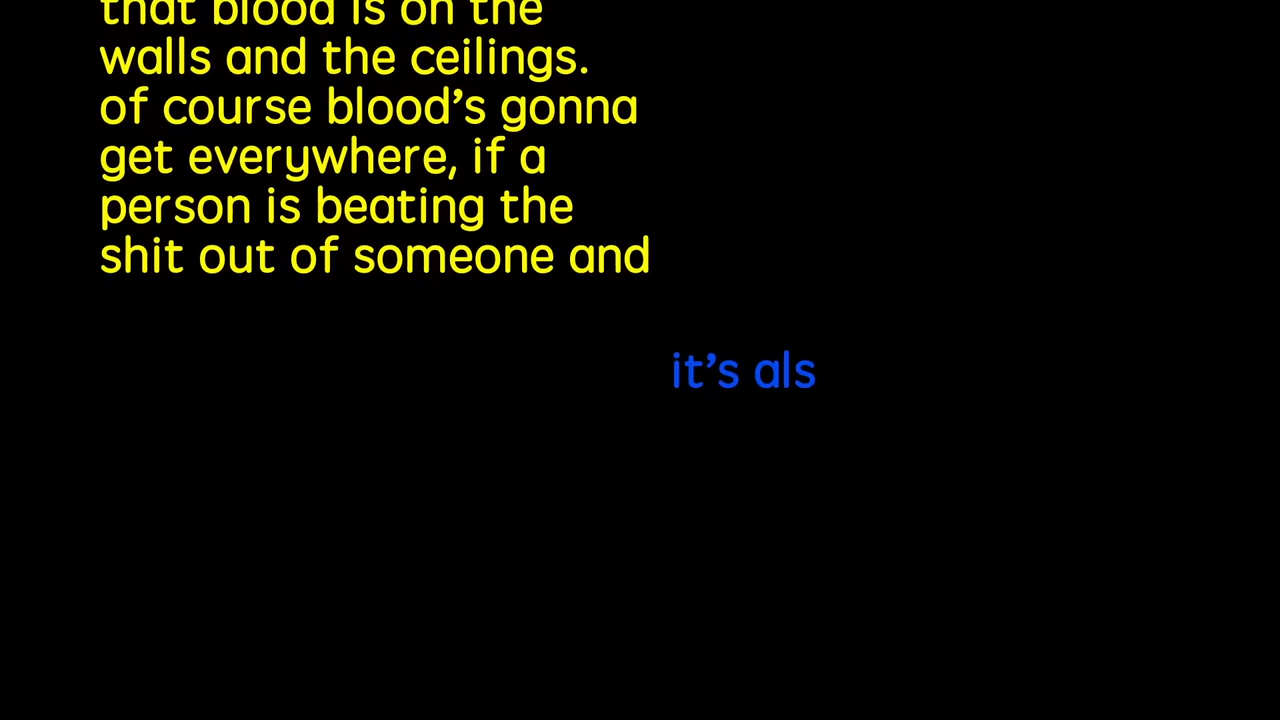 that blood is on the
walls and the ceilings.
of course blood’s gonna
get everywhere, if a
person is beating the
shit out of someone and
it’s als